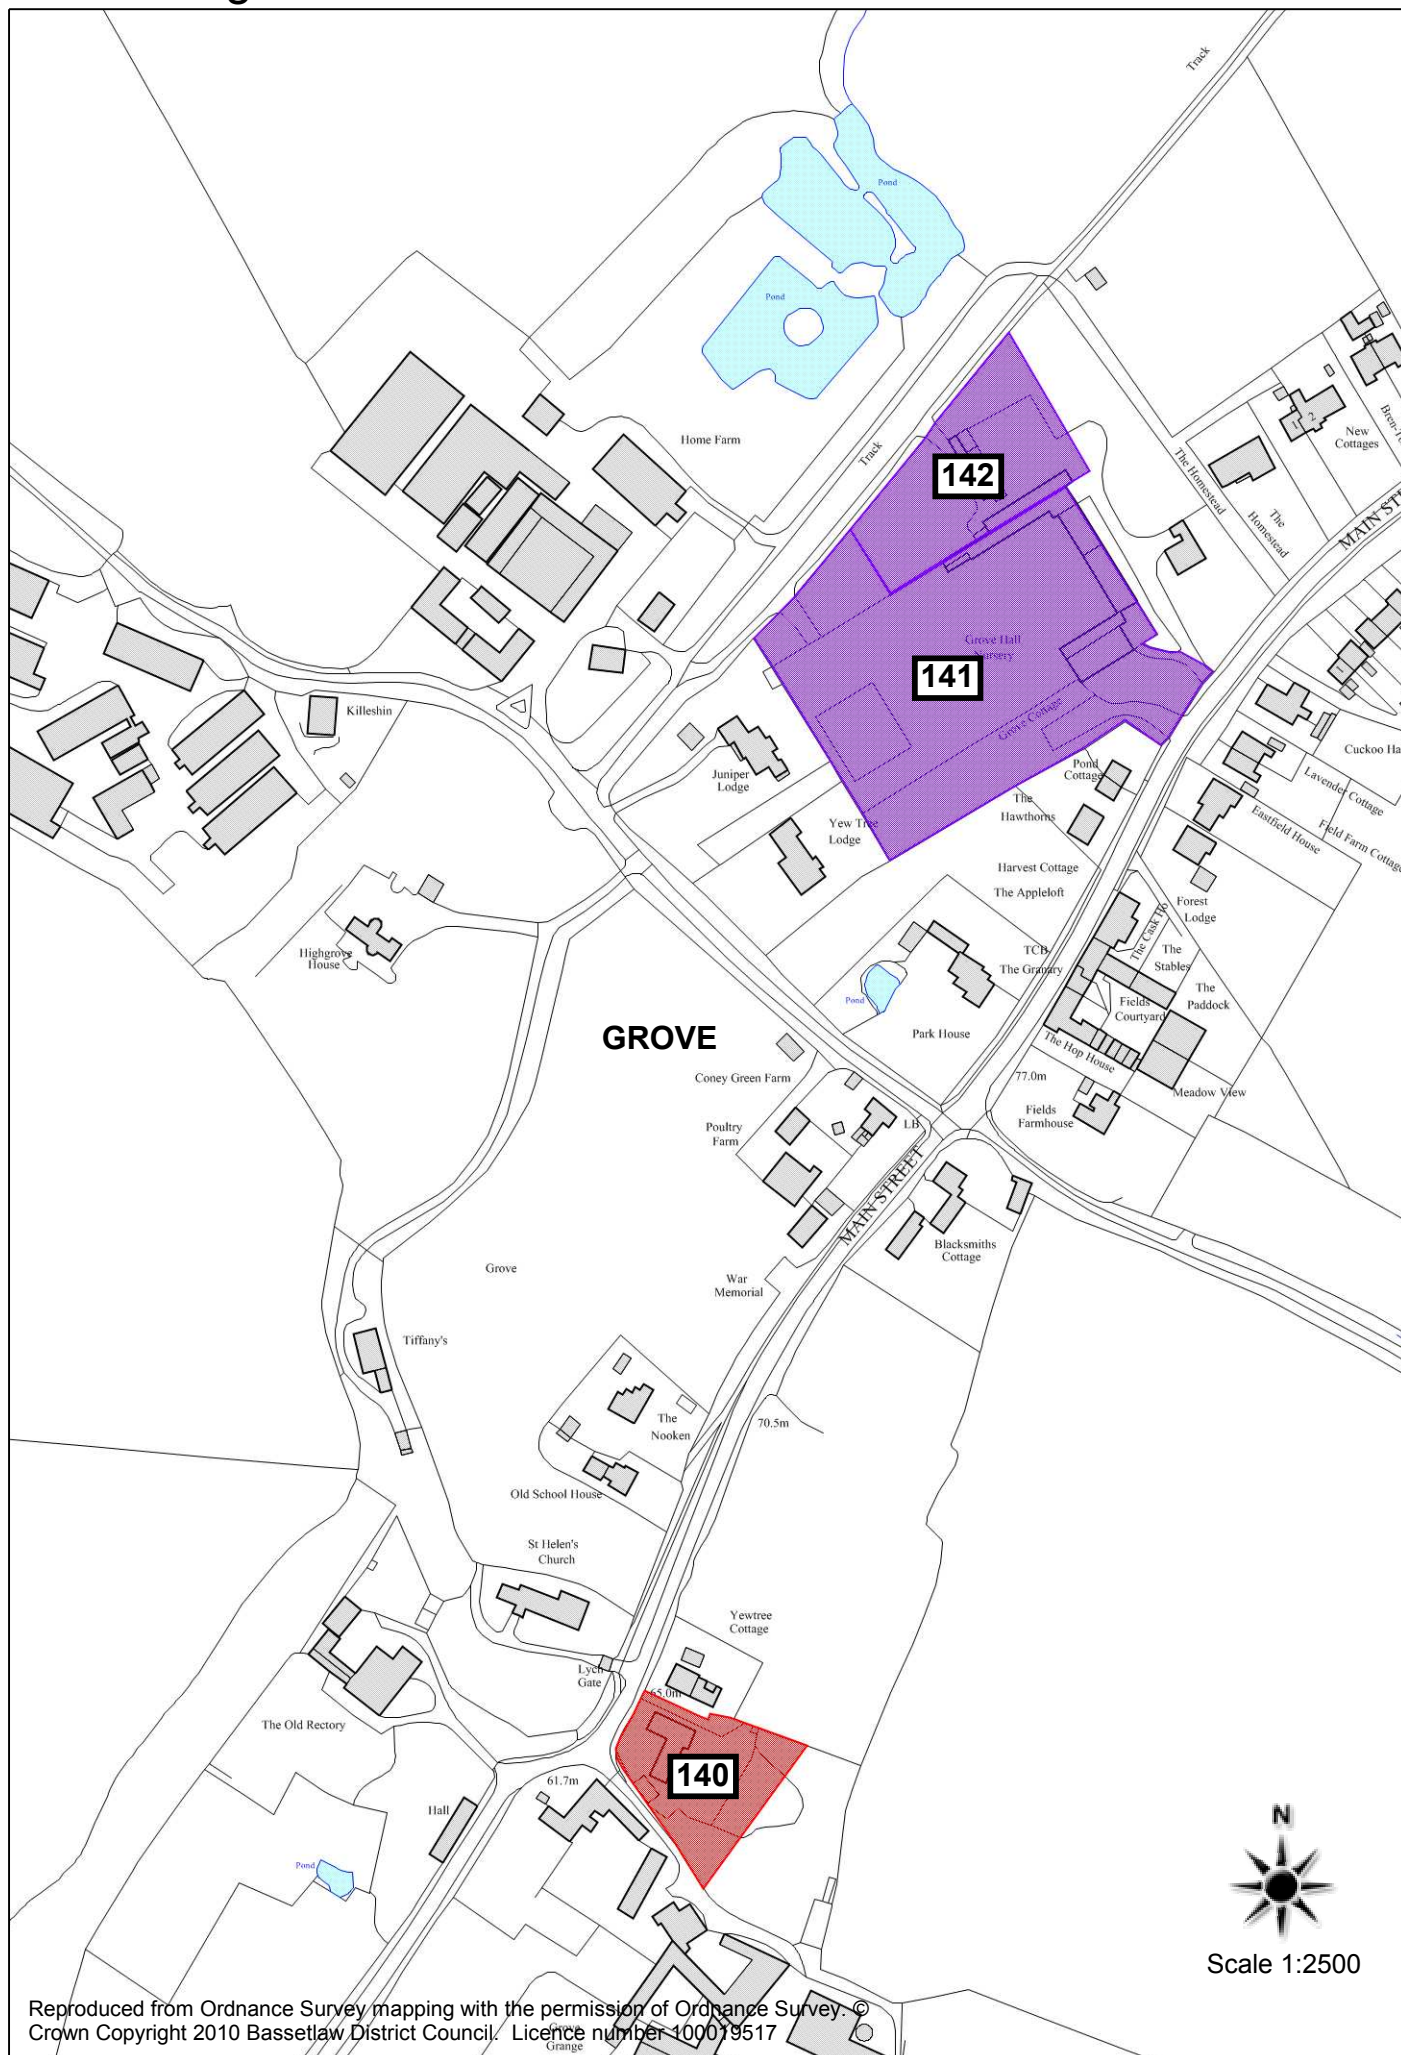 Track
Pond
Pond
Home Farm
Track
142
The Homestead
The
Homestead
New
Cottages
1
2
MAIN ST
Killeshin
Grove Hall
Nursery
141
Grove Cottage
Juniper
Lodge
Yew Tree
Lodge
Pond
Cottage
The
Hawthorns
Cuckoo Ha
Lavender Cottage
Eastfield House
Field Farm Cottage
Harvest Cottage
The Appleloft
Forest
Lodge
Highgrove
House
TCB
The Granary
The Cask Ho
The
Stables
The
Paddock
Pond
Park House
Fields
Courtyard
GROVE
The Hop House
Coney Green Farm
77.0m
Meadow View
Poultry
Farm
LB
Fields
Farmhouse
MAIN STREET
Blacksmiths
Cottage
Grove
War
Memorial
Tiffany's
The
Nooken
70.5m
Old School House
St Helen's
Church
Yewtree
Cottage
Lych
Gate
65.0m
The Old Rectory
140
61.7m
Hall
Pond
N
Scale 1:2500
Reproduced from Ordnance Survey mapping with the permission of Ordnance Survey. ©
Crown Copyright 2010 Bassetlaw District Council.  Licence number 100019517
Grove
Grange